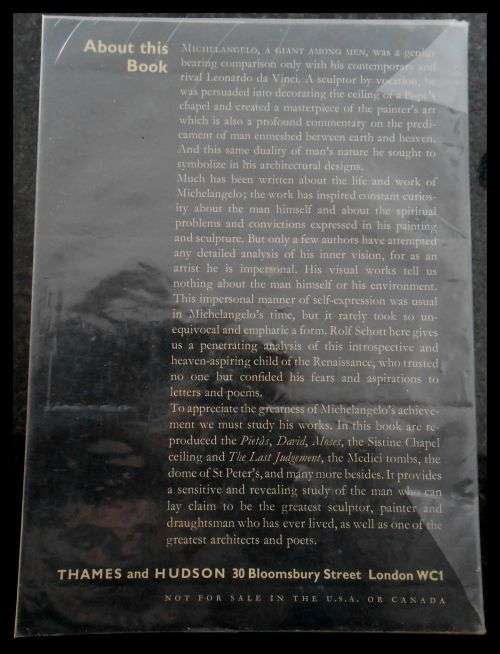 About this
Book
MICHELANGELO, A GIANT AMONG MEN, was a genius
bearing comparison only with his contemporary and
rival Leonardo da Vinci. A sculptor by vocation, he
was persuaded into decorating the ceiling of a Pope's
chapel and created a masterpiece of the painter's art
which is also a profound commentary on the predi-
cament of man enmeshed between earth and heaven.
And this same duality of man's nature he sought to
symbolize in his architectural designs.
Much has been written about the life and work of
Michelangelo; the work has inspired constant curios-
ity about the man himself and about the spiritual
problems and convictions expressed in his painting
and sculpture. But only a few authors have attempted
any detailed analysis of his inner vision, for as an
artist he is impersonal. His visual works tell us
nothing about the man himself or his environment.
This impersonal manner of self-expression was usual
in Michelangelo's time, but it rarely took so un-
equivocal and emphatic a form. Rolf Schott here gives
us a penetrating analysis of this introspective and
heaven-aspiring child of the Renaissance, who trusted
no one but confided his fears and aspirations to
letters and poems.
To appreciate the greatness of Michelangelo's achieve-
ment we must study his works. In this book are re-
produced the Pietàs, David, Moses, the Sistine Chapel
ceiling and The Last Judgement, the Medici tombs, the
dome of St Peter's, and many more besides. It provides
a sensitive and revealing study of the man who can
lay claim to be the greatest sculptor, painter and
draughtsman who has ever lived, as well as one of the
greatest architects and poets.
THAMES and HUDSON 30 Bloomsbury Street London WC1
NOT FOR SALE IN THE U.S.A. OR CANADA